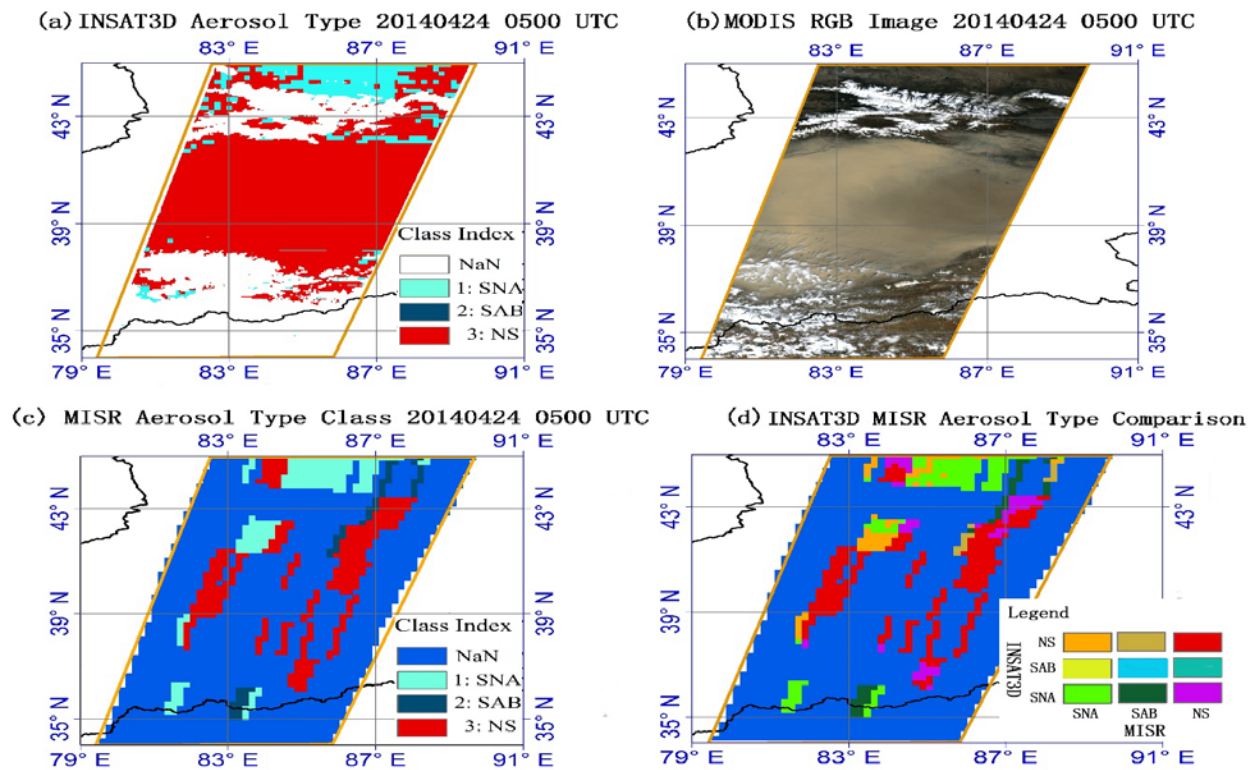 (a) INSAT3D Aerosol Type 20140424 0500 UTC
83° E 87° E 91° E
43° N
39° N
35° N
Class Index
NaN
1: SNA
2: SAB
3: NS
79° E 83° E 87° E 91° E
(b) MODIS RGB Image 20140424 0500 UTC
83° E 87° E 91° E
43° N 43° N
39° N 39° N
35° N 35° N
79° E 83° E 87° E 91° E
(c) MISR Aerosol Type Class 20140424 0500 UTC
83° E 87° E 91° E
43° N 43° N
39° N 39° N
35° N 35° N
Class Index
NaN
1: SNA
2: SAB
3: NS
79° E 83° E 87° E 91° E
(d) INSAT3D MISR Aerosol Type Comparison
83° E 87° E 91° E
43° N 43° N
39° N
35° N
Legend
INSAT3D
NS
SAB
SNA
SNA SAB NS
MISR
79° E 83° E 87° E 91° E